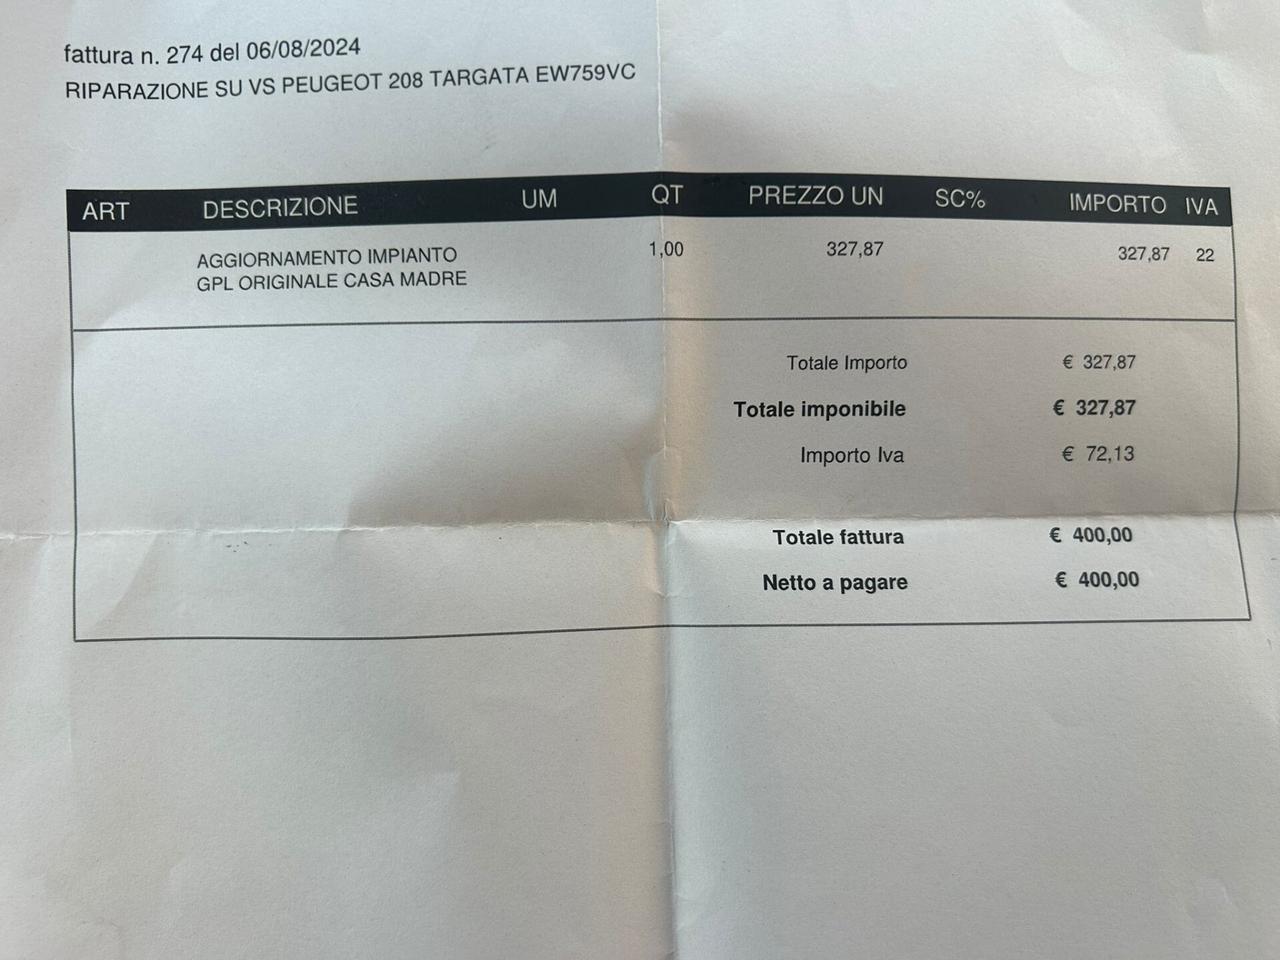 fattura n. 274 del 06/08/2024
RIPARAZIONE SU VS PEUGEOT 208 TARGATA EW759VC
ART DESCRIZIONE UM QT PREZZO UN SC% IMPORTO IVA
AGGIORNAMENTO IMPIANTO 1,00 327,87 327,87 22
GPL ORIGINALE CASA MADRE
Totale Importo € 327,87
Totale imponibile € 327,87
Importo Iva € 72,13
Totale fattura € 400,00
Netto a pagare € 400,00